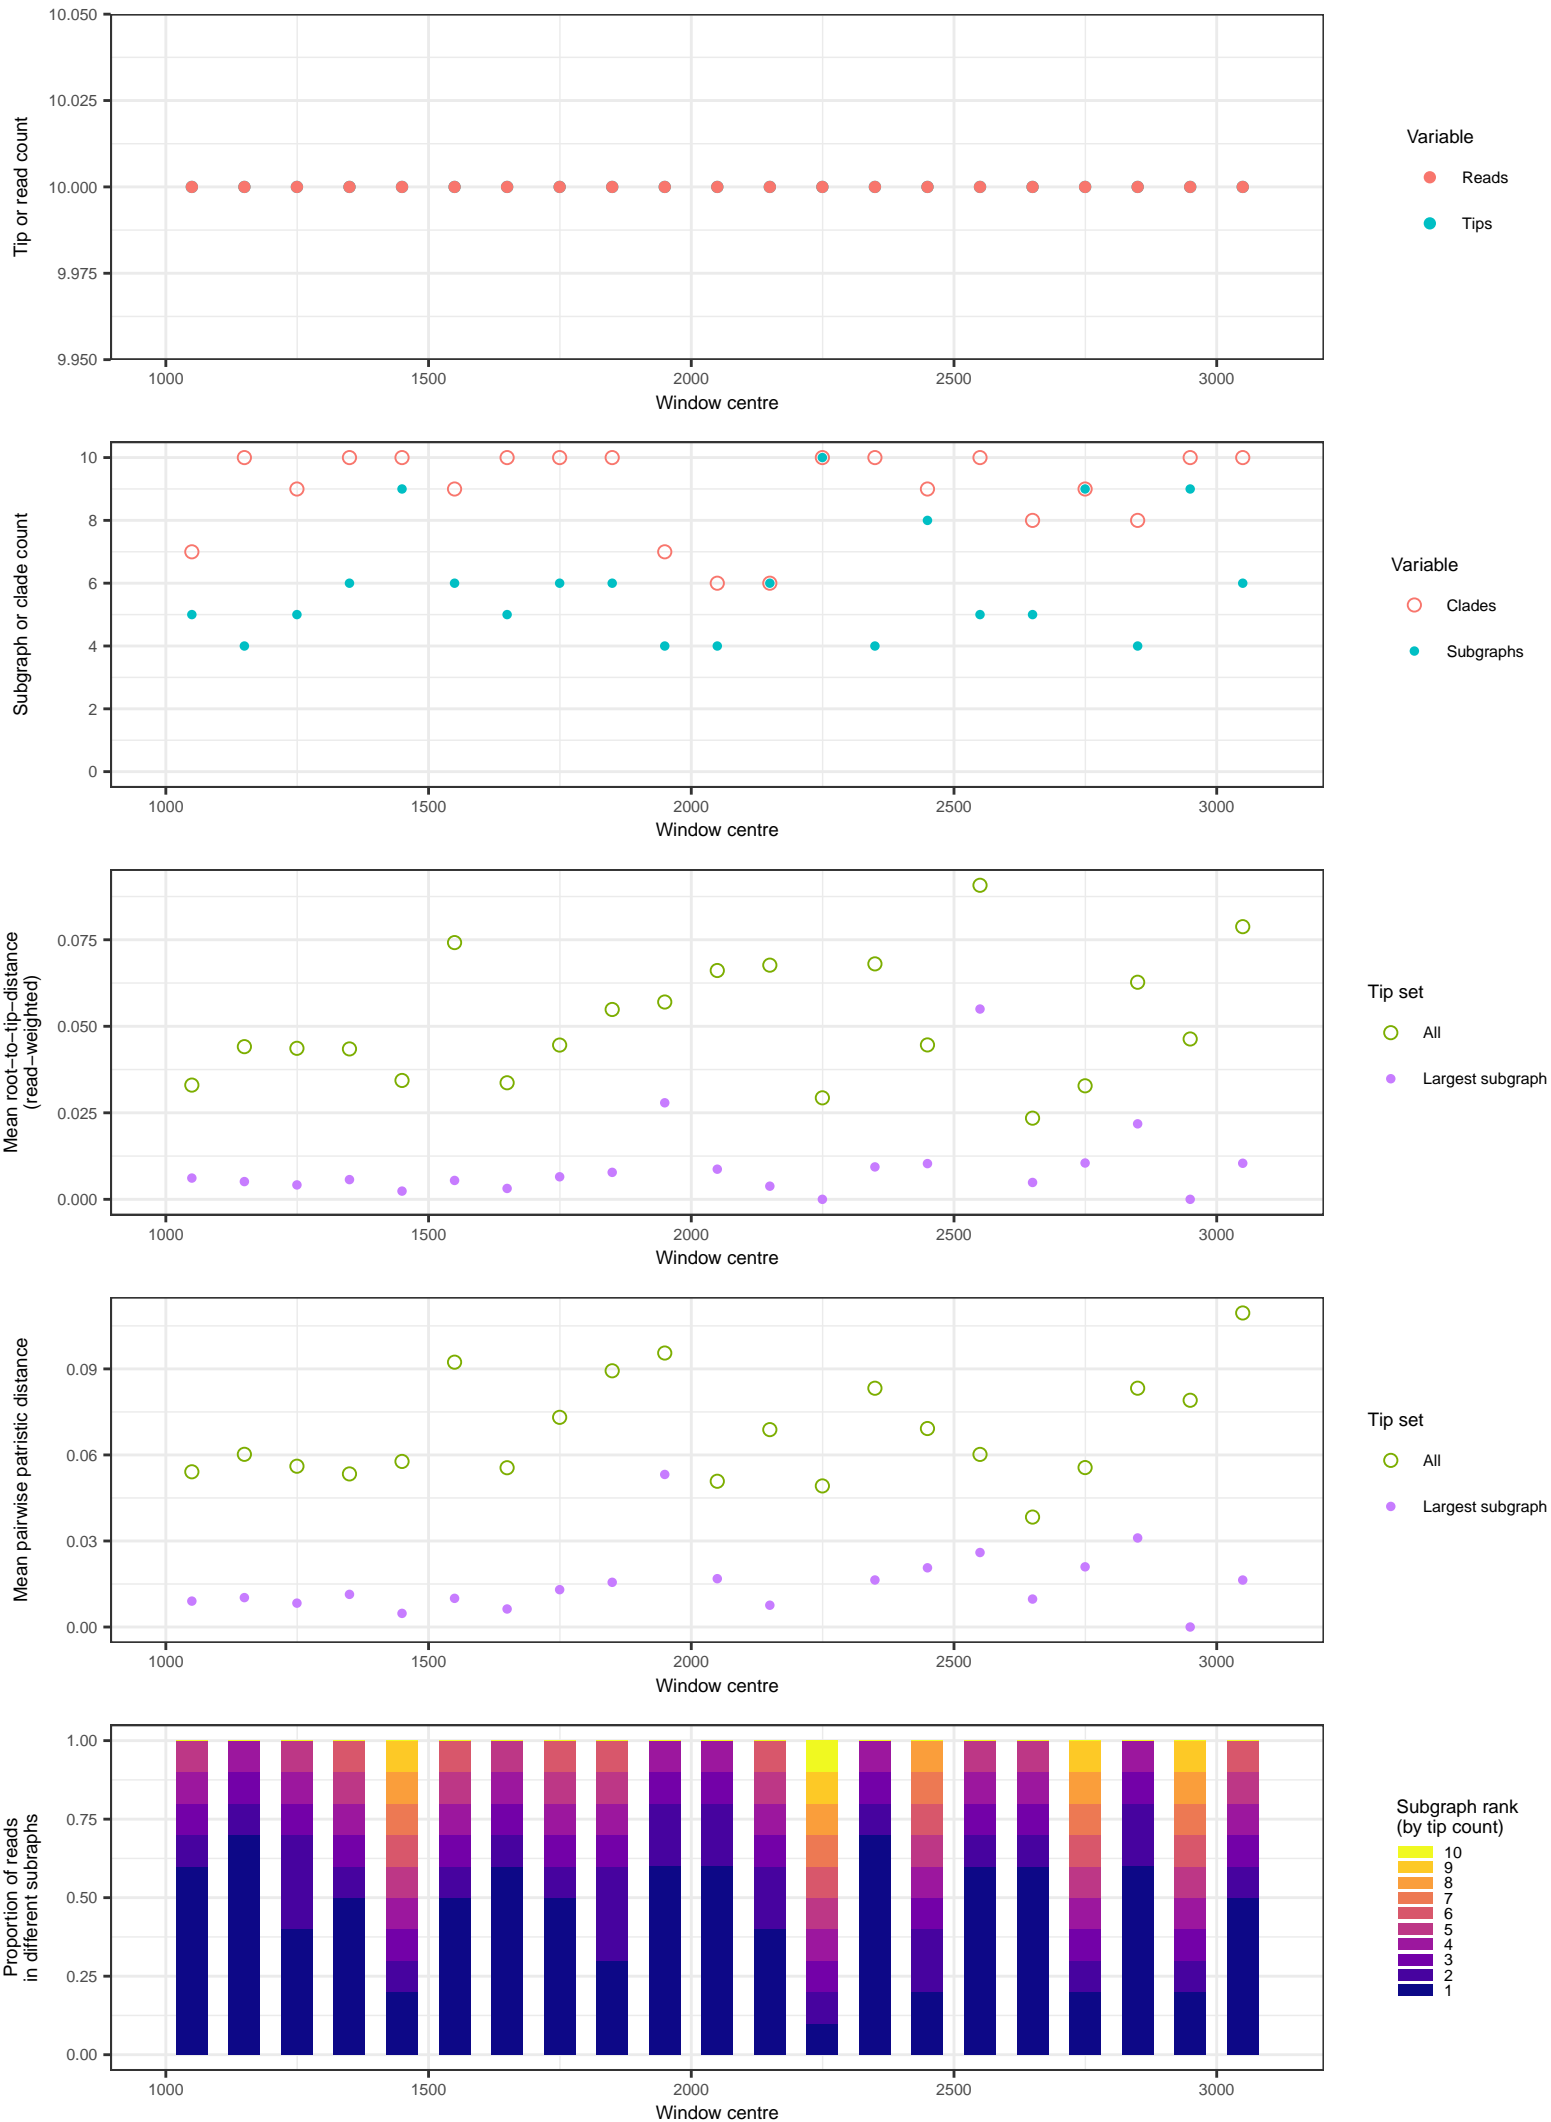 10.050
10.025
10.000
9.975
9.950
Tip or read count
1000 1500 2000 2500 3000
Window centre
Variable
Reads
Tips
10
8
6
4
2
0
Subgraph or clade count
1000 1500 2000 2500 3000
Window centre
Variable
Clades
Subgraphs
0.075
0.050
0.025
0.000
Mean root−to−tip−distance
(read−weighted)
1000 1500 2000 2500 3000
Window centre
Tip set
All
Largest subgraph
0.09
0.06
0.03
0.00
Mean pairwise patristic distance
1000 1500 2000 2500 3000
Window centre
Tip set
All
Largest subgraph
1.00
0.75
0.50
0.25
0.00
Proportion of reads
in different subraphs
1000 1500 2000 2500 3000
Window centre
Subgraph rank
(by tip count)
10
9
8
7
6
5
4
3
2
1